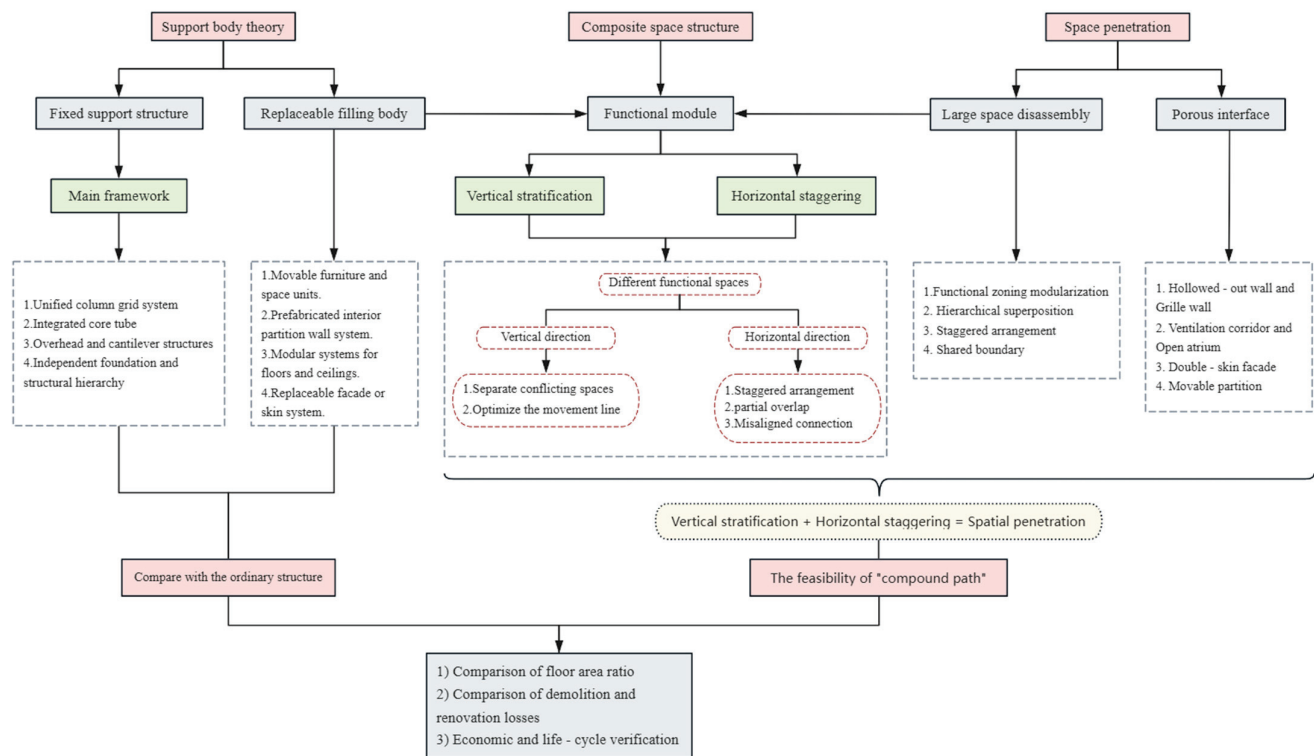 Support body theory
Composite space structure
Space penetration
Fixed support structure
Replaceable filling body
Functional module
Large space disassembly
Porous interface
Main framework
Vertical stratification
Horizontal staggering
1.Unified column grid system
2.Integrated core tube
3.Overhead and cantilever structures
4.Independent foundation and
structural hierarchy
1.Movable furniture and
space units.
2.Prefabricated interior
partition wall system.
3.Modular systems for
floors and ceilings.
4.Replaceable facade or
skin system.
Different functional spaces
Vertical direction
Horizontal direction
1.Separate conflicting spaces
2.Optimize the movement line
1.Staggered arrangement
2.partial overlap
3.Misaligned connection
1.Functional zoning modularization
2. Hierarchical superposition
3. Staggered arrangement
4. Shared boundary
1. Hollowed - out wall and
Grille wall
2. Ventilation corridor and
Open atrium
3. Double - skin facade
4. Movable partition
Vertical stratification + Horizontal staggering = Spatial penetration
Compare with the ordinary structure
The feasibility of "compound path"
1) Comparison of floor area ratio
2) Comparison of demolition and
renovation losses
3) Economic and life - cycle verification